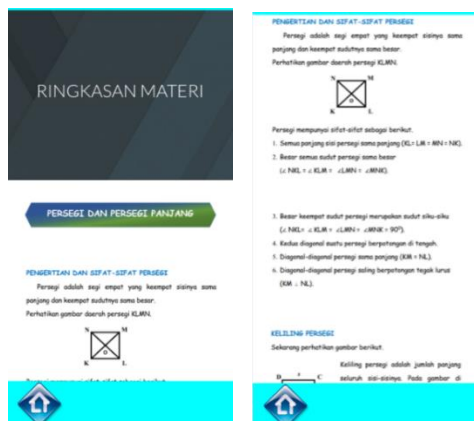 RINGKASAN MATERI
PERSEGI DAN PERSEGI PANJANG
PENGERTIAN DAN SIFAT-SIFAT PERSEGI
Persegi adalah segi empat yang keempat sisinya sama
panjang dan keempat sudutnya sama besar.
Perhatikan gambar daerah persegi KLMN.
N M
O
K L
PENGERTIAN DAN SIFAT-SIFAT PERSEGI
Persegi adalah segi empat yang keempat sisinya sama
panjang dan keempat sudutnya sama besar.
Perhatikan gambar daerah persegi KLMN.
N M
O
K L
Persegi mempunyai sifat-sifat sebagai berikut.
1. Semua panjang sisi persegi sama panjang (KL= LM = MN = NK).
2. Besar semua sudut persegi sama besar
(∠ NKL = ∠ KLM = ∠LMN = ∠MNK).
3. Besar keempat sudut persegi merupakan sudut siku-siku
(∠ NKL= ∠ KLM = ∠LMN = ∠MNK = 90⁰).
4. Kedua diagonal suatu persegi berpotongan di tengah.
5. Diagonal-diagonal persegi sama panjang (KM = NL).
6. Diagonal-diagonal persegi saling berpotongan tegak lurus
(KM ⊥ NL).
KELILING PERSEGI
Sekarang perhatikan gambar berikut.
Keliling persegi adalah jumlah panjang
D s C seluruh sisi-sisinya. Pada gambar di